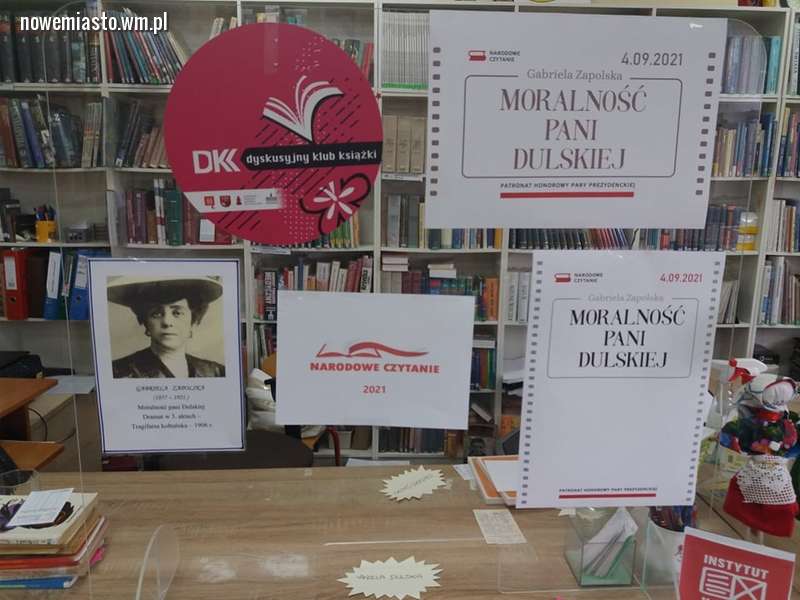 nowemiasto.wm.pl
DKK dyskusyjny klub książki
NARODOWE
CZYTANIE
4.09.2021
Gabriela Zapolska
MORALNOŚĆ
PANI
DULSKIEJ
PATRONAT HONOROWY PARY PREZYDENCKIEJ
GABRIELA ZAPOLSKA
(1857 - 1921)
Moralność pani Dulskiej
Dramat w 3. aktach –
Tragifarsa kołtuńska – 1906 r.
NARODOWE CZYTANIE
2021
NARODOWE
CZYTANIE
4.09.2021
Gabriela Zapolska
MORALNOŚĆ
PANI
DULSKIEJ
PATRONAT HONOROWY PARY PREZYDENCKIEJ
INSTYTUT